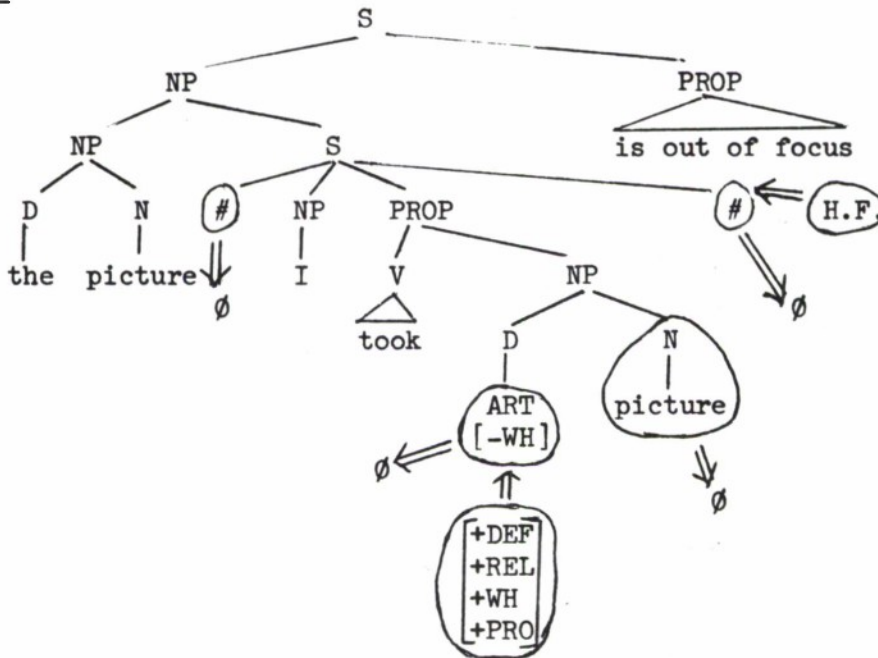 S
NP PROP
NP S is out of focus
D N # NP PROP # H.F.
the picture ∅ I V NP ∅
took D N
ART picture
[-WH]
∅ ∅
+DEF
+REL
+WH
+PRO